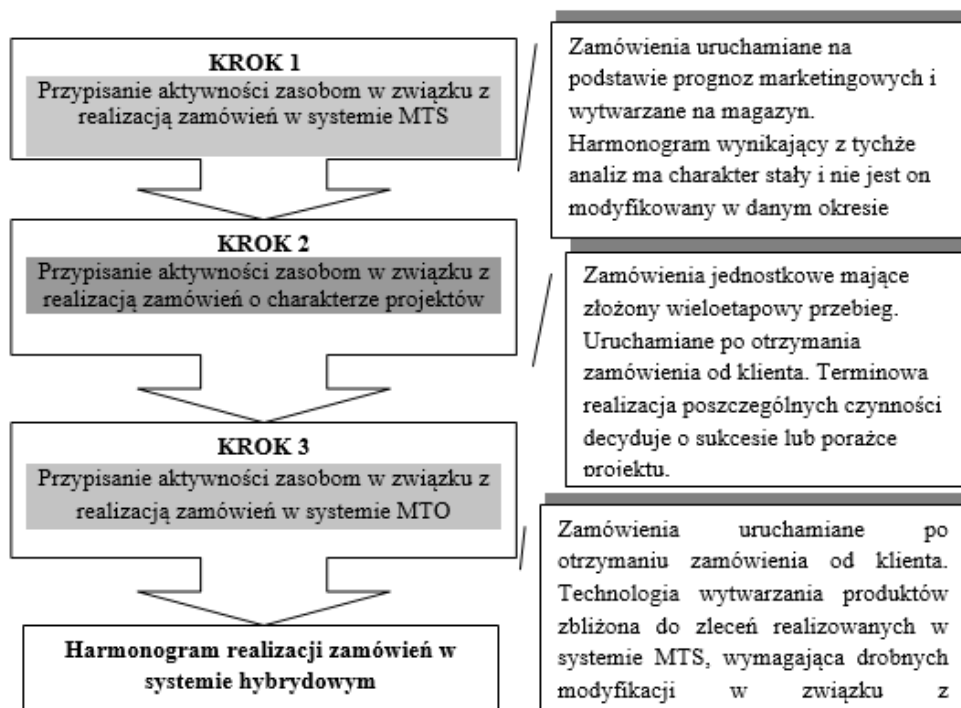 KROK 1
Przypisanie aktywności zasobom w związku z
realizacją zamówień w systemie MTS
Zamówienia uruchamiane na
podstawie prognoz marketingowych i
wytwarzane na magazyn.
Harmonogram wynikający z tychże
analiz ma charakter stały i nie jest on
modyfikowany w danym okresie
KROK 2
Przypisanie aktywności zasobom w związku z
realizacją zamówień o charakterze projektów
Zamówienia jednostkowe mające
złożony wieloetapowy przebieg.
Uruchamiane po otrzymania
zamówienia od klienta. Terminowa
realizacja poszczególnych czynności
decyduje o sukcesie lub porażce
projektu.
KROK 3
Przypisanie aktywności zasobom w związku z
realizacją zamówień w systemie MTO
Zamówienia uruchamiane po
otrzymaniu zamówienia od klienta.
Technologia wytwarzania produktów
zbliżona do zleceń realizowanych w
systemie MTS, wymagająca drobnych
modyfikacji w związku z
Harmonogram realizacji zamówień w
systemie hybrydowym